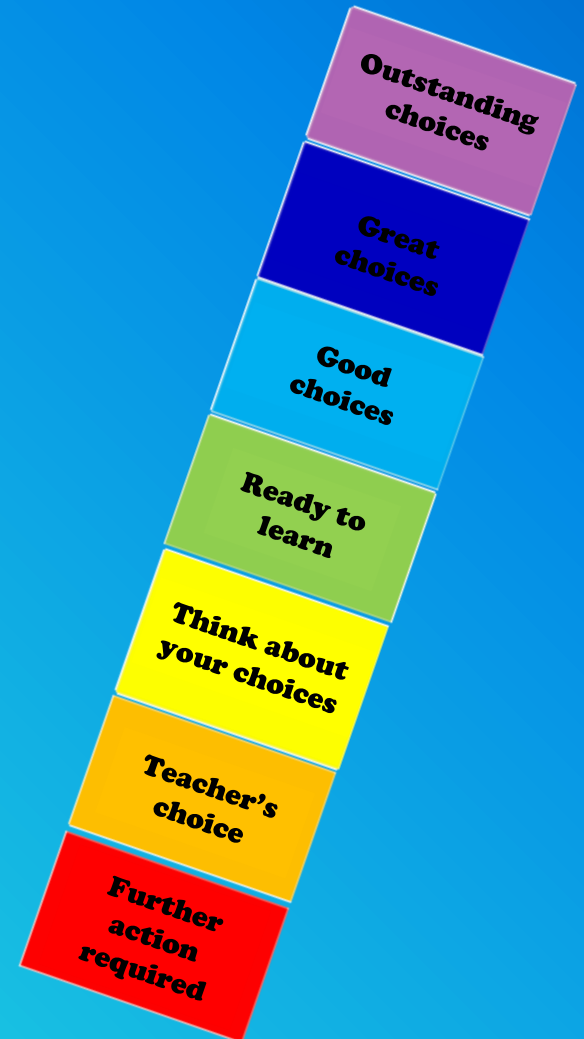 Outstanding
choices
Great
choices
Good
choices
Ready to
learn
Think about
your choices
Teacher’s
choice
Further
action
required